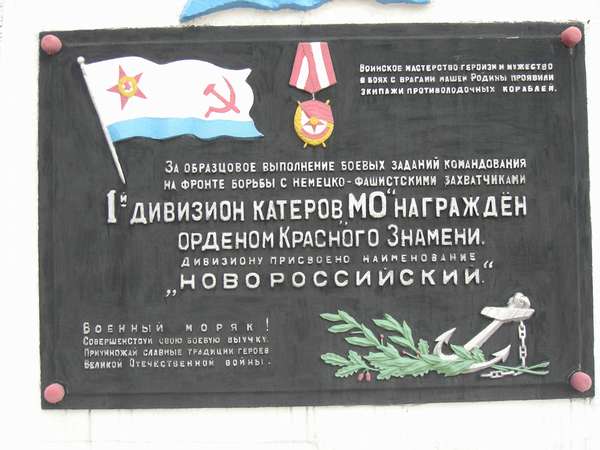 Воинское мастерство, героизм и мужество
в боях с врагами нашей Родины проявили
экипажи противолодочных кораблей.
За образцовое выполнение боевых заданий командования
на фронте борьбы с немецко-фашистскими захватчиками
1й дивизион катеров „МО" награждён
орденом Красного Знамени.
Дивизиону присвоено наименование
„НОВОРОССИЙСКИЙ."
Военный моряк!
Совершенствуй свою боевую выучку.
Приумножай славные традиции героев
Великой Отечественной войны.